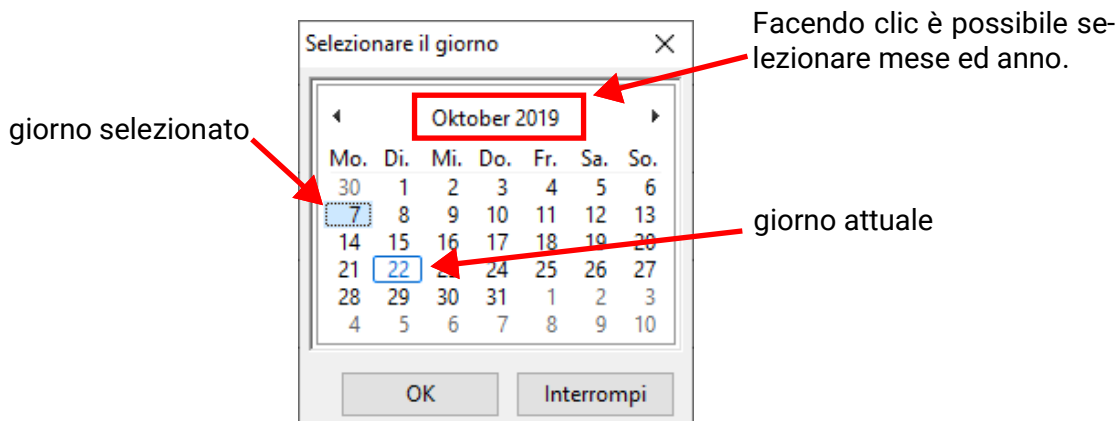 Facendo clic è possibile se-
lezionare mese ed anno.
Selezionare il giorno
Oktober 2019
giorno selezionato
Mo. Di. Mi. Do. Fr. Sa. So.
30 1 2 3 4 5 6
7 8 9 10 11 12 13
14 15 16 17 18 19 20
giorno attuale
21 22 23 24 25 26 27
28 29 30 31 1 2 3
4 5 6 7 8 9 10
OK Interrompi